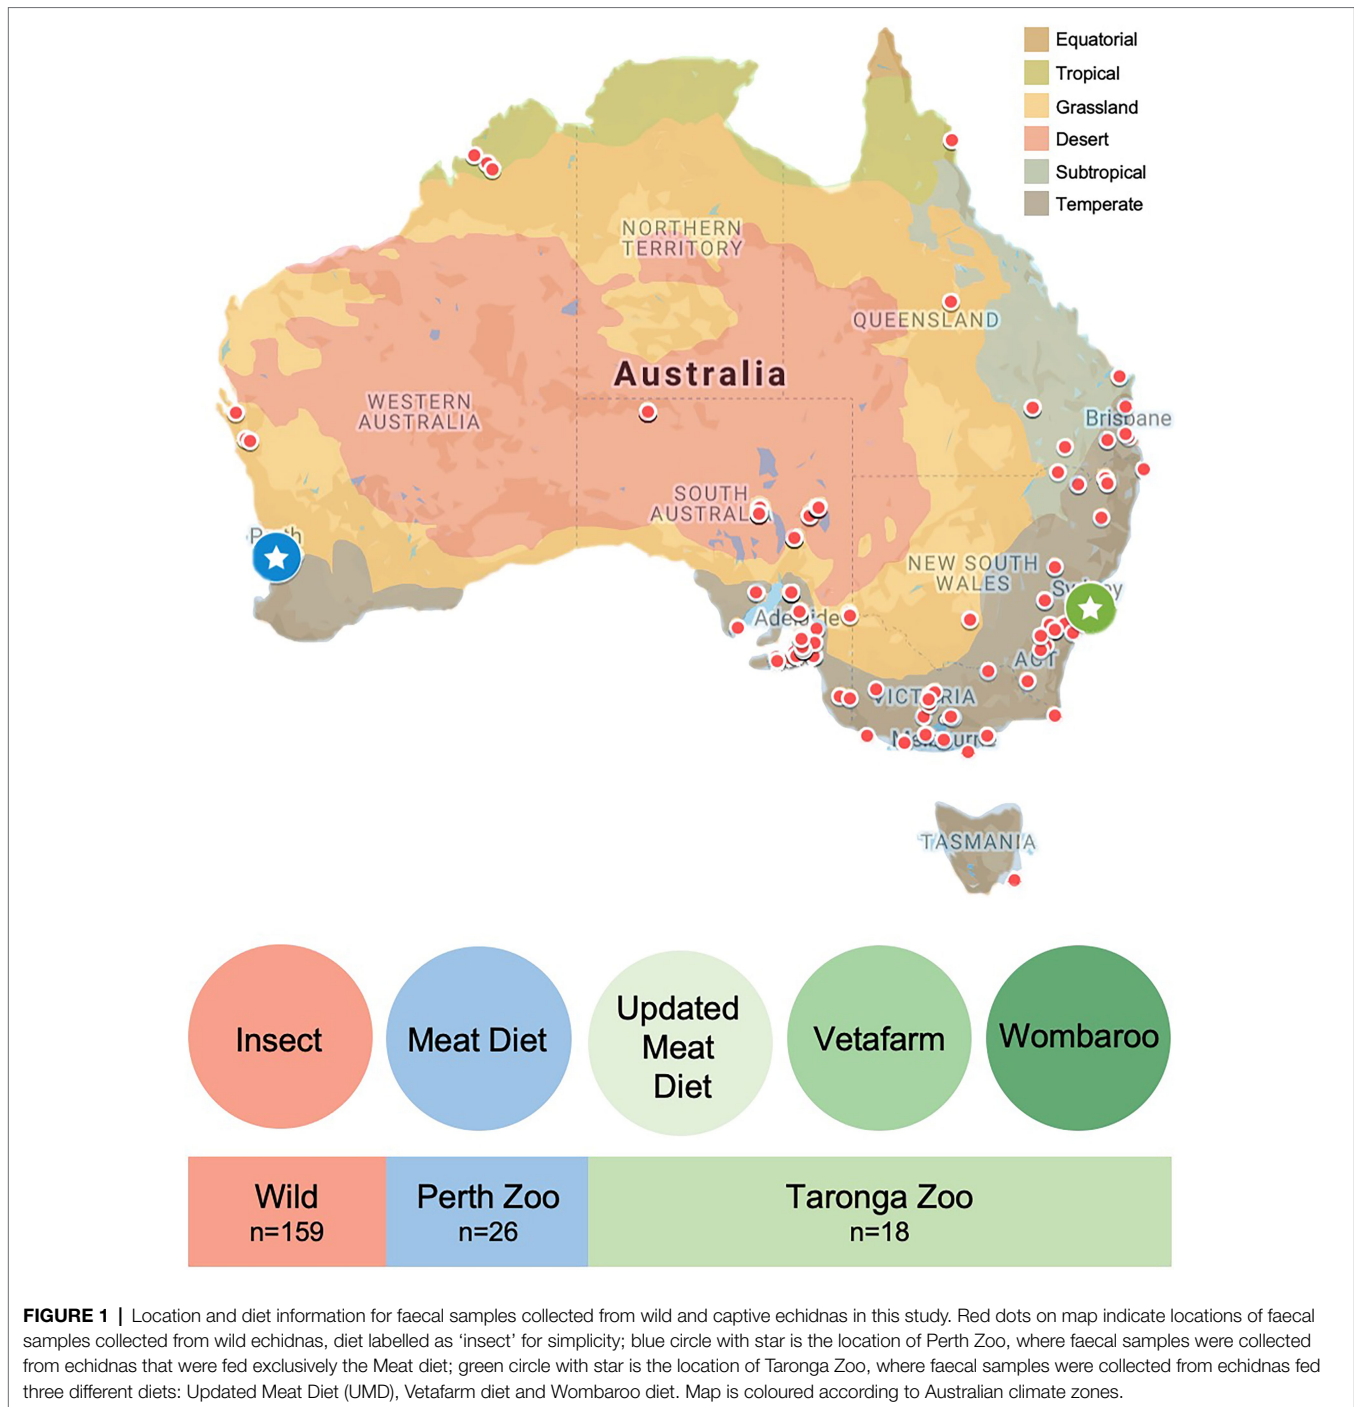 Equatorial
Tropical
Grassland
Desert
Subtropical
Temperate
NORTHERN
TERRITORY
QUEENSLAND
Australia
WESTERN
AUSTRALIA
Brisbane
SOUTH
AUSTRAL
Perth
NEW SOUTH
WALES
Sydney
Adelaide
ACT
VICTORIA
Melbourne
TASMANIA
Insect
Meat Diet
Updated
Meat
Diet
Vetafarm
Wombaroo
Wild
n=159
Perth Zoo
n=26
Taronga Zoo
n=18
FIGURE 1 | Location and diet information for faecal samples collected from wild and captive echidnas in this study. Red dots on map indicate locations of faecal
samples collected from wild echidnas, diet labelled as ‘insect’ for simplicity; blue circle with star is the location of Perth Zoo, where faecal samples were collected
from echidnas that were fed exclusively the Meat diet; green circle with star is the location of Taronga Zoo, where faecal samples were collected from echidnas fed
three different diets: Updated Meat Diet (UMD), Vetafarm diet and Wombaroo diet. Map is coloured according to Australian climate zones.